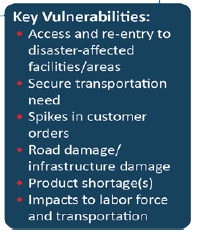 Key Vulnerabilities:
• Access and re-entry to
disaster-affected
facilities/areas
• Secure transportation
need
• Spikes in customer
orders
• Road damage/
infrastructure damage
• Product shortage(s)
• Impacts to labor force
and transportation